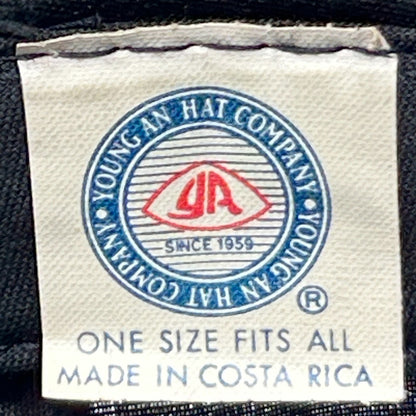 YOUNG AN HAT COMPANY · YOUNG AN HAT COMPANY ·
YA
SINCE 1959
®
ONE SIZE FITS ALL
MADE IN COSTA RICA